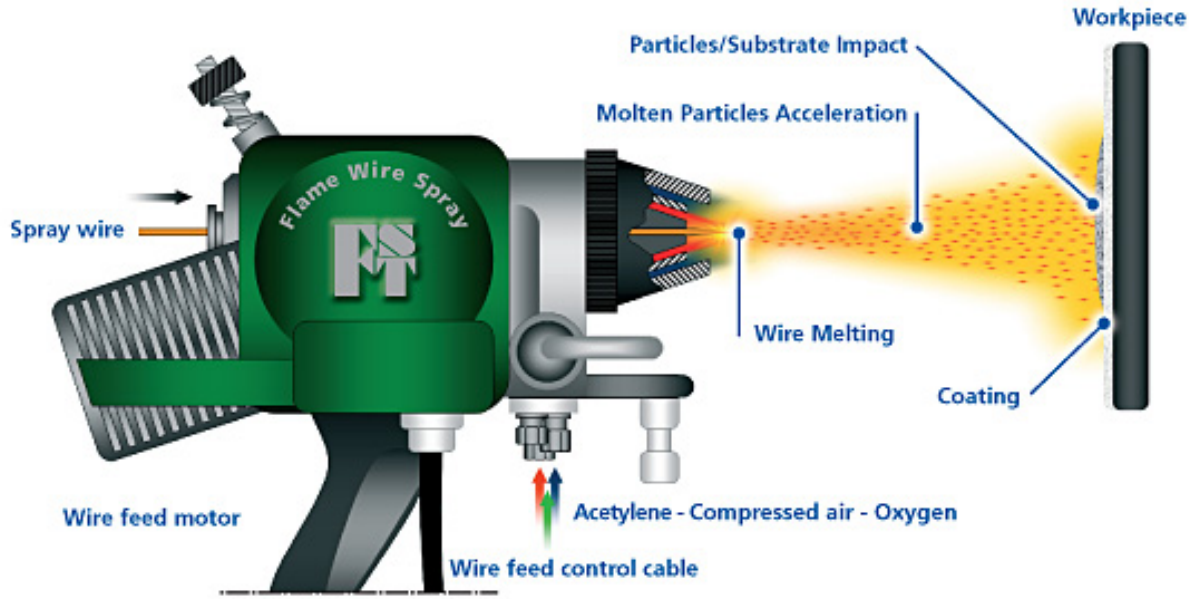 Workpiece
Particles/Substrate Impact
Molten Particles Acceleration
Flame Wire Spray
FST
Spray wire
Wire Melting
Coating
Wire feed motor
Acetylene - Compressed air - Oxygen
Wire feed control cable